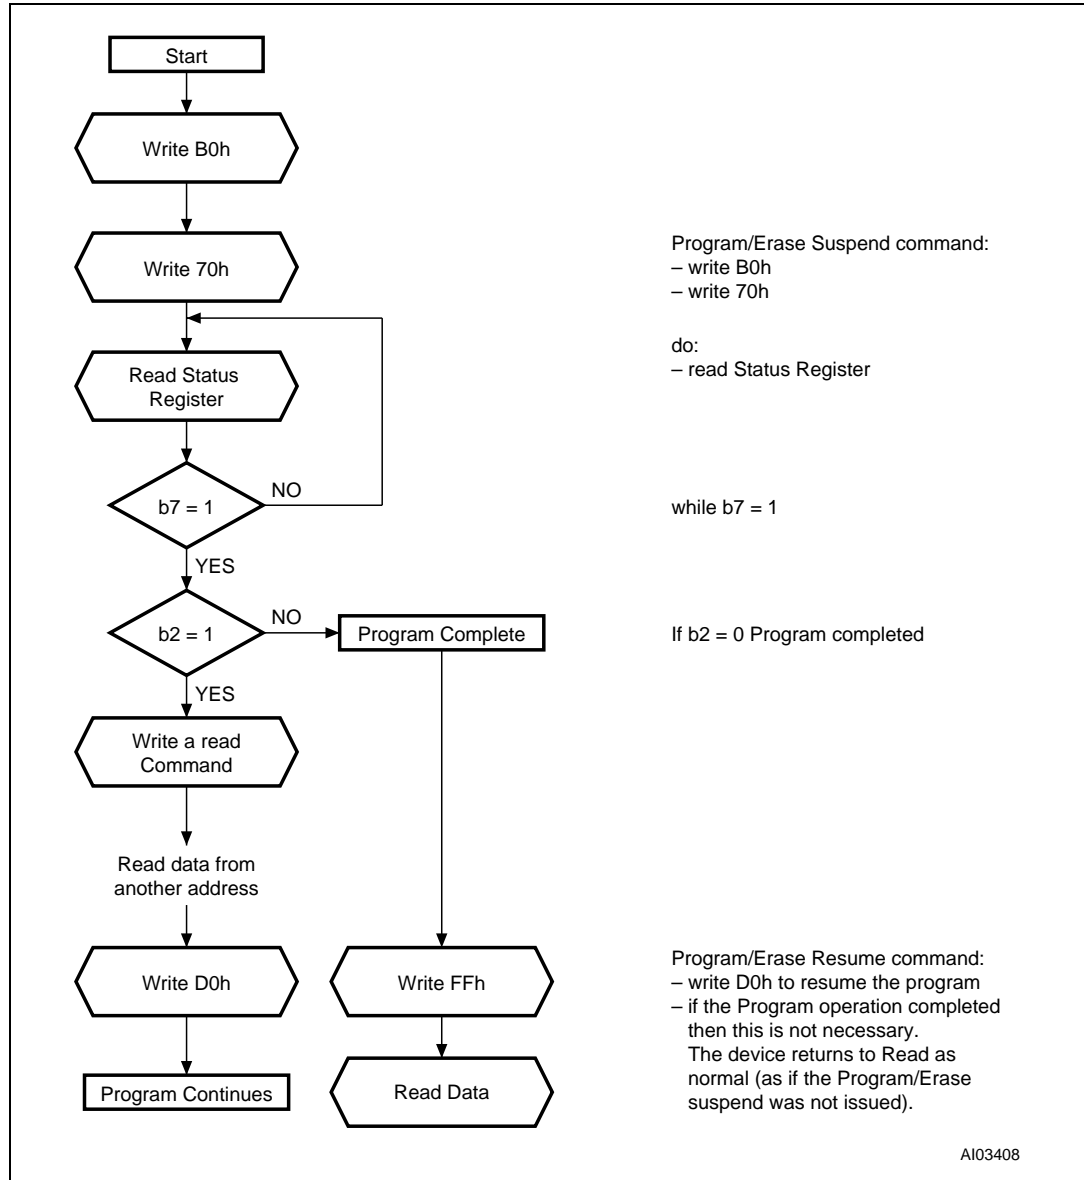 Start
Write B0h
Write 70h
Program/Erase Suspend command:
– write B0h
– write 70h
do:
– read Status Register
Read Status
Register
b7 = 1
NO
while b7 = 1
YES
b2 = 1
NO
Program Complete
If b2 = 0 Program completed
YES
Write a read
Command
Read data from
another address
Write D0h
Write FFh
Program/Erase Resume command:
– write D0h to resume the program
– if the Program operation completed
then this is not necessary.
The device returns to Read as
normal (as if the Program/Erase
suspend was not issued).
Program Continues
Read Data
AI03408